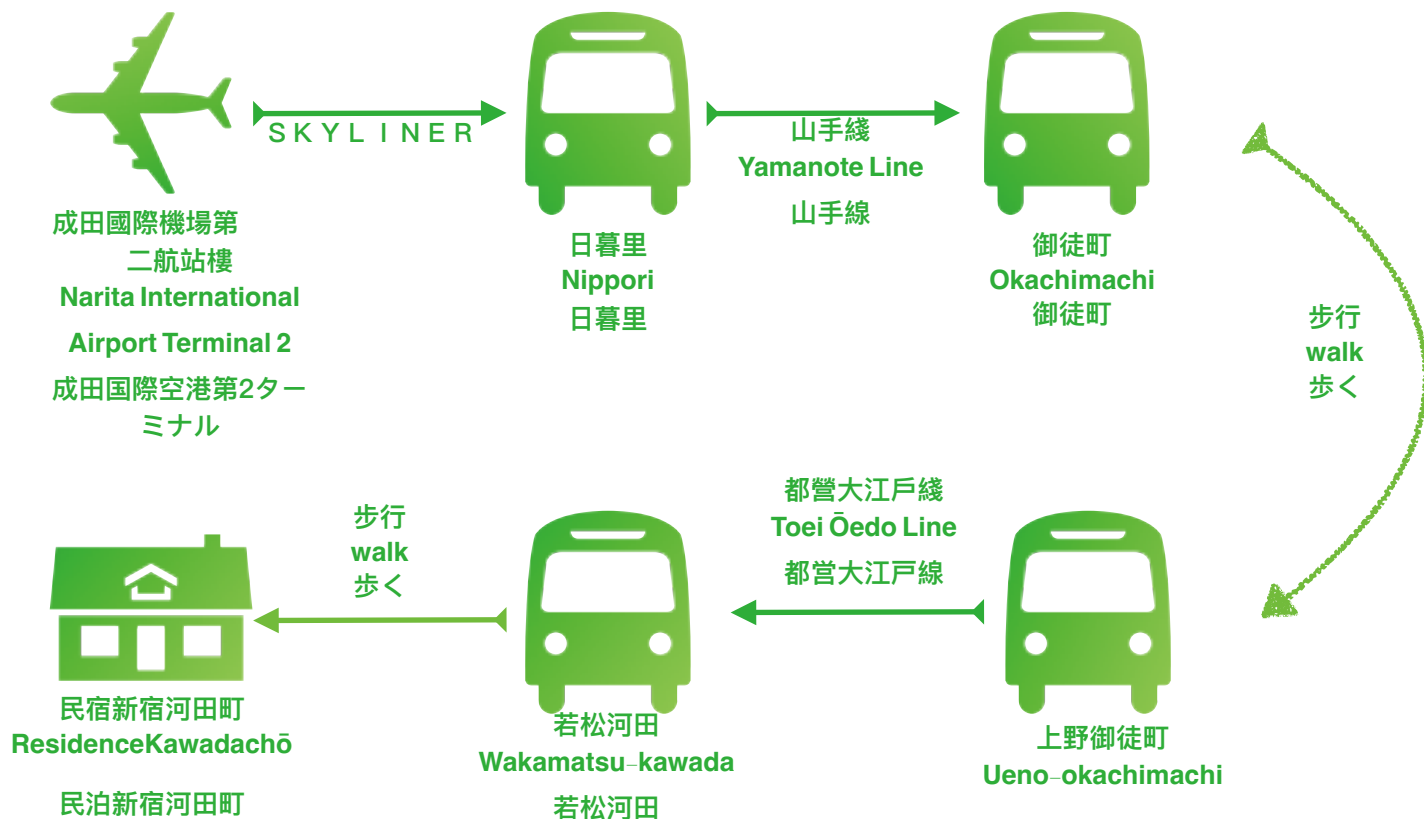 ＳＫＹＬＩＮＥＲ
山手綫
Yamanote Line
山手線
成田國際機場第
二航站樓
Narita International
Airport Terminal 2
成田国際空港第2ター
ミナル
日暮里
Nippori
日暮里
御徒町
Okachimachi
御徒町
步行
walk
歩く
都營大江戶綫
Toei Ōedo Line
都営大江戸線
步行
walk
歩く
上野御徒町
Ueno-okachimachi
若松河田
Wakamatsu-kawada
若松河田
民宿新宿河田町
ResidenceKawadachō
民泊新宿河田町